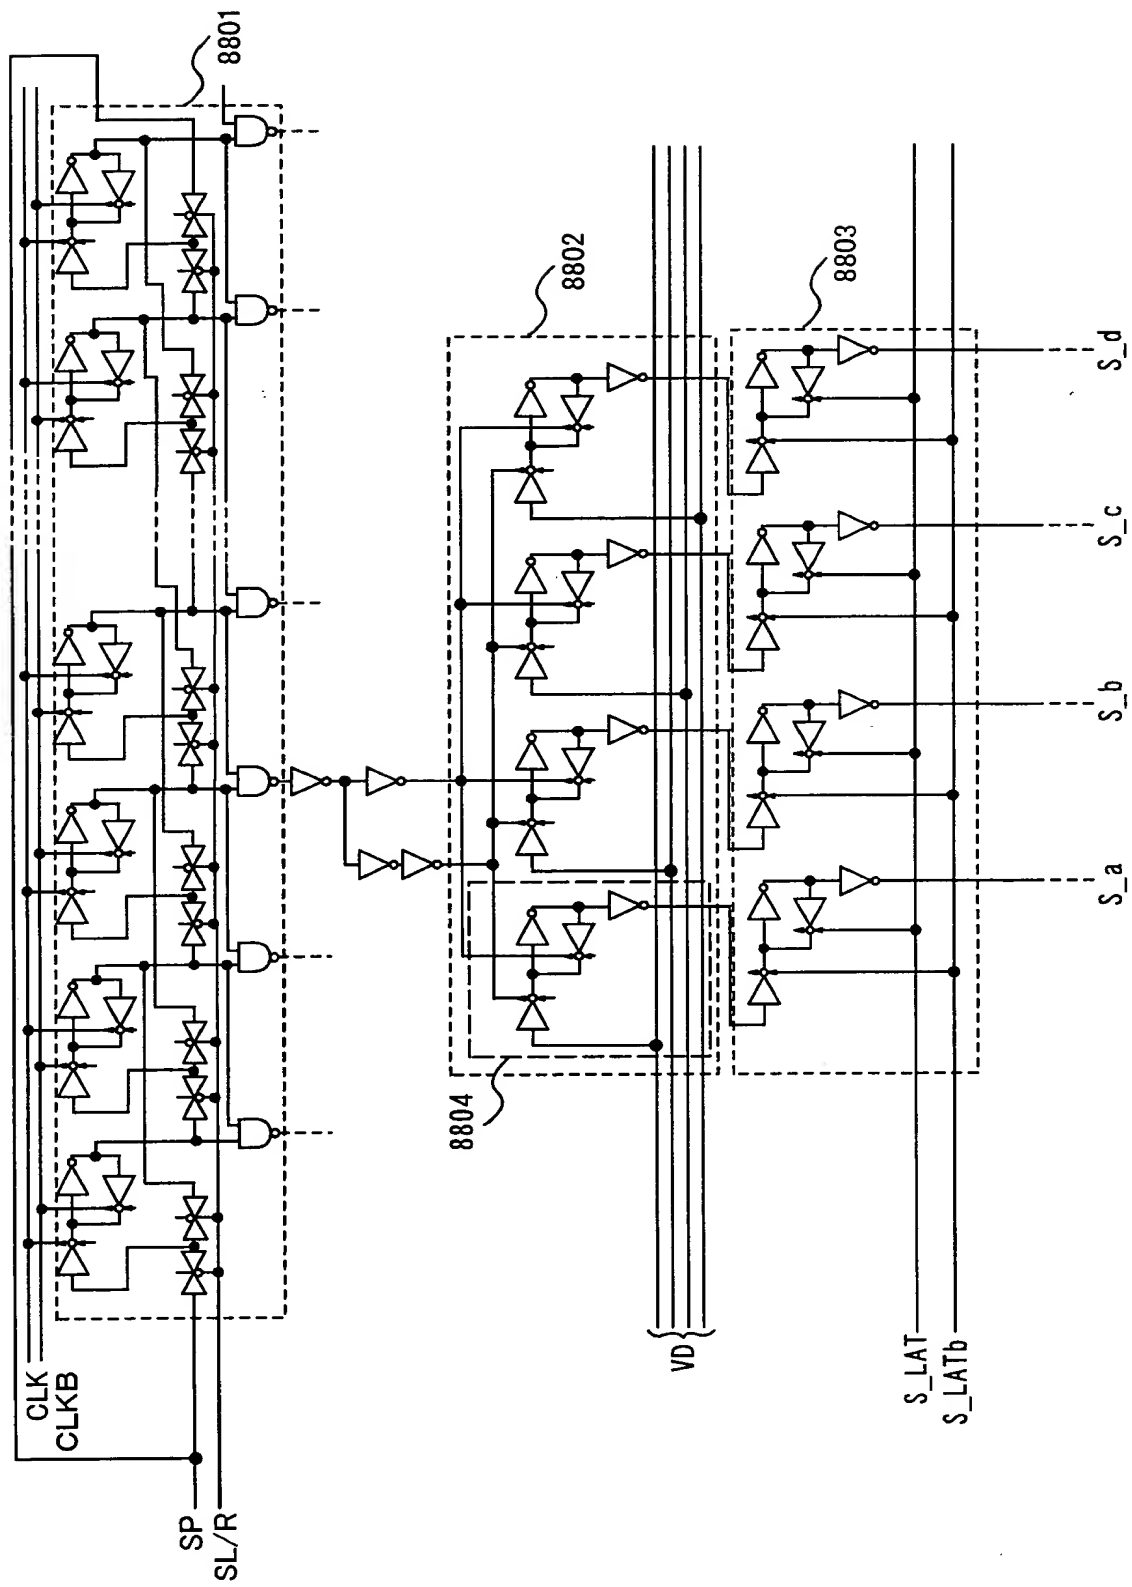 8801
CLK
CLKB
SP
SL/R
8802
8804
VD
8803
S_LAT
S_LATb
S_a
S_b
S_c
S_d